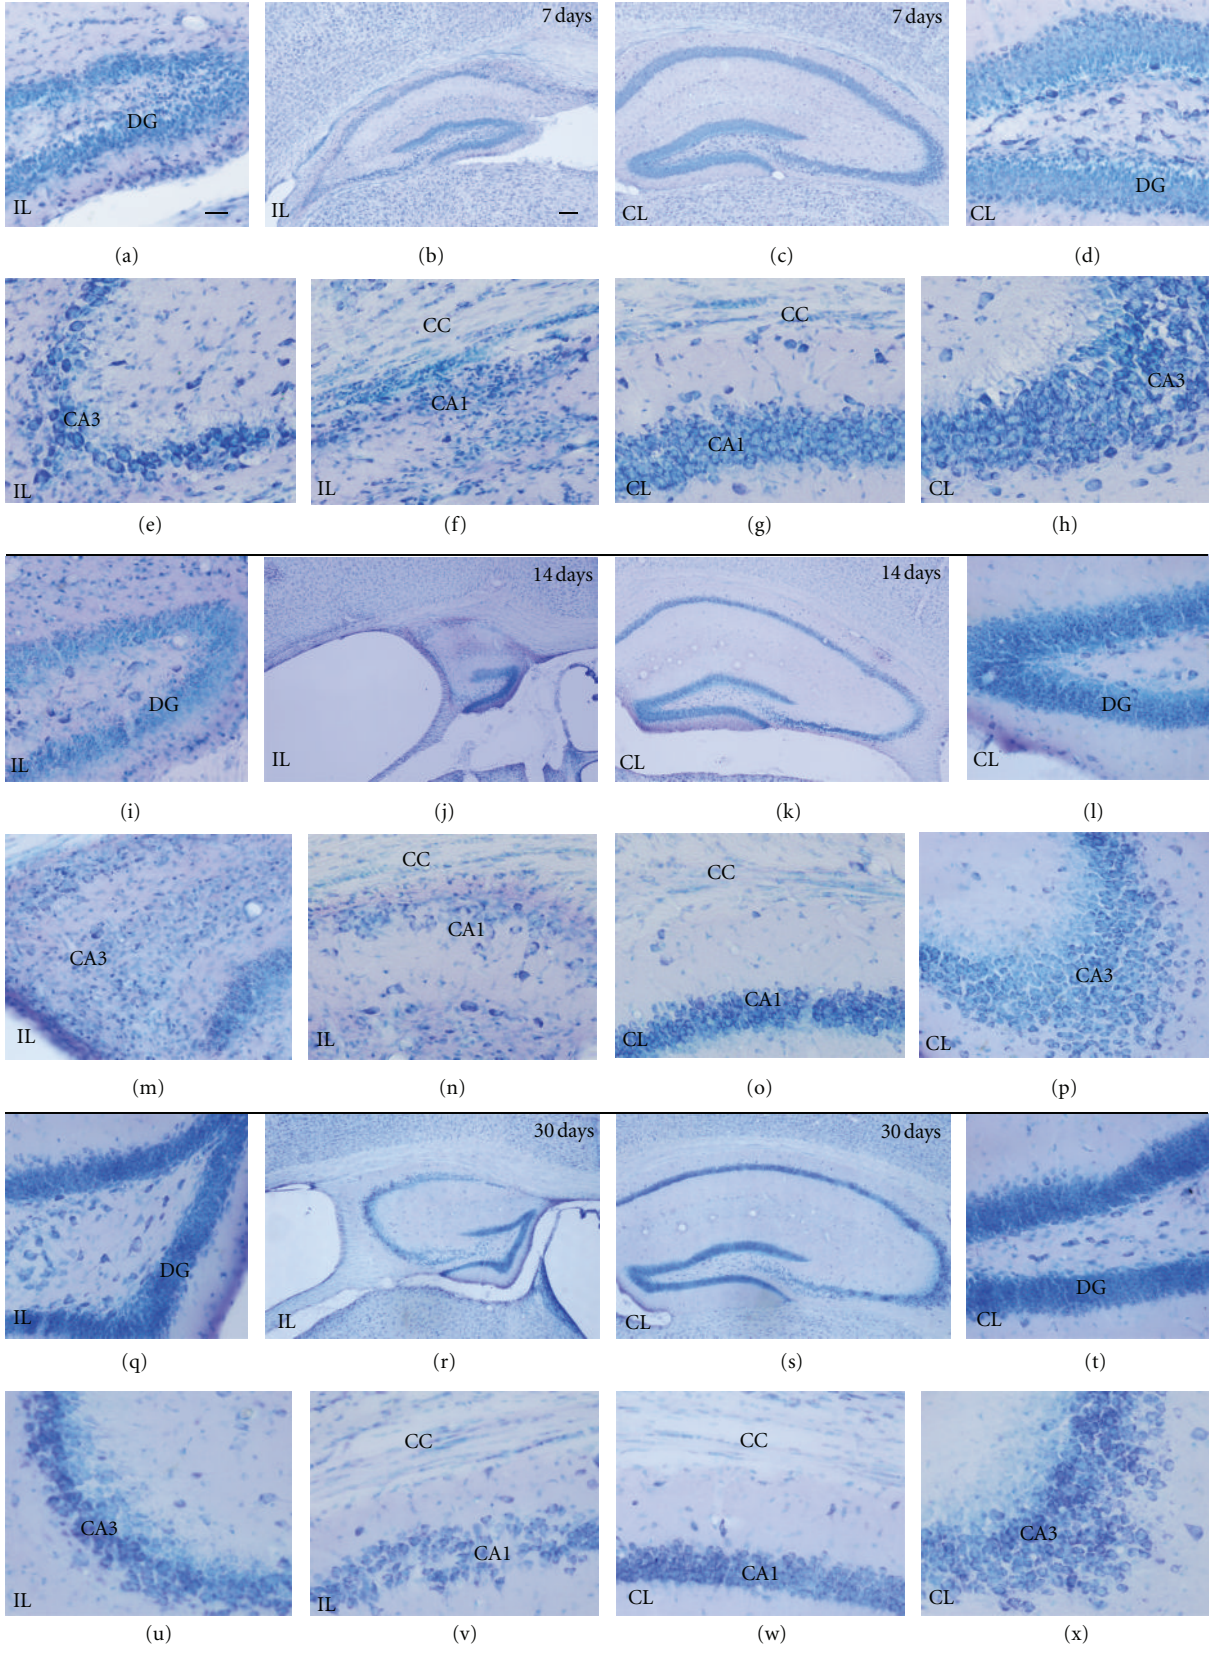 7 days
7 days
DG
DG
IL
IL
CL
CL
(a)
(b)
(c)
(d)
CC
CC
CA3
CA1
CA1
CA3
IL
IL
CL
CL
(e)
(f)
(g)
(h)
14 days
14 days
DG
DG
IL
IL
CL
CL
(i)
(j)
(k)
(l)
CC
CC
CA3
CA1
CA1
CA3
IL
IL
CL
CL
(m)
(n)
(o)
(p)
30 days
30 days
DG
DG
IL
IL
CL
CL
(q)
(r)
(s)
(t)
CC
CC
CA3
CA1
CA1
CA3
IL
IL
CL
CL
(u)
(v)
(w)
(x)